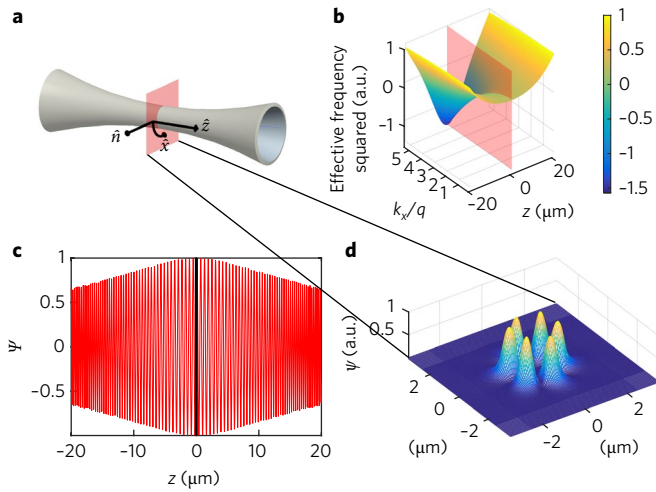 a
n̂
x̂
ẑ
b
Effective frequency
squared (a.u.)
1
0
-1
5
4
3
2
1
kₓ/q
-20
0
20
z (μm)
1
0.5
0
-0.5
-1
-1.5
c
Ψ
1
0.5
0
-0.5
-20
-10
0
10
20
z (μm)
d
ψ (a.u.)
1
0.5
2
0
-2
(μm)
-2
0
2
(μm)